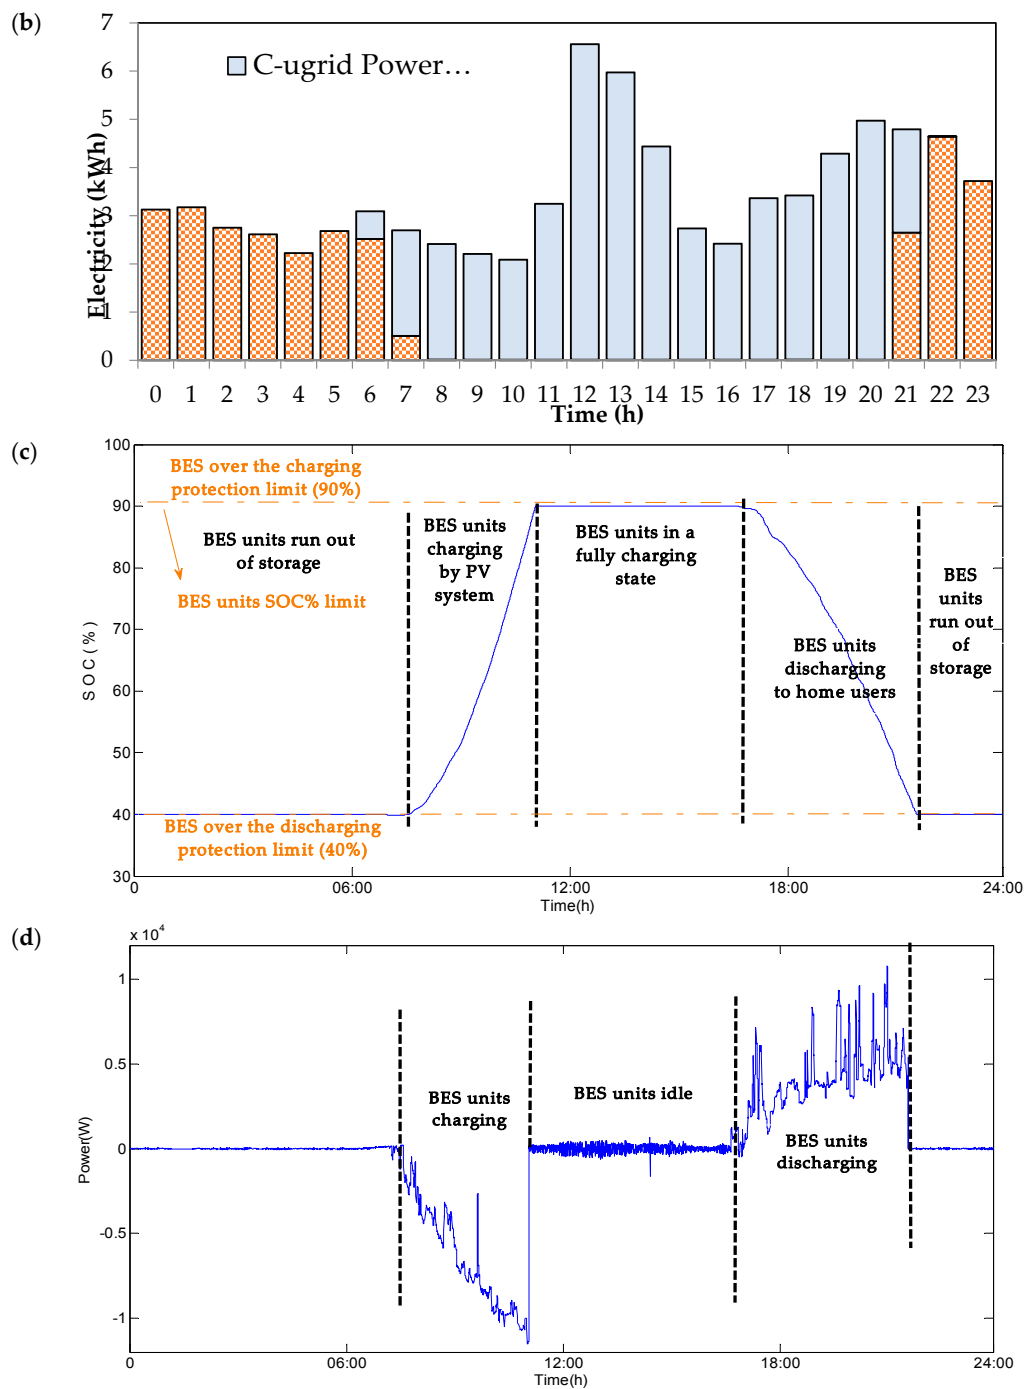 (b)
7
6
5
4
3
2
1
0
Electricity (kWh)
C-ugrid Power…
0 1 2 3 4 5 6 7 8 9 10 11 12 13 14 15 16 17 18 19 20 21 22 23
Time (h)
(c)
100
90
80
70
60
50
40
30
SOC(%)
BES over the charging
protection limit (90%)
BES units run out
of storage
BES units SOC% limit
BES units
charging
by PV
system
BES units in a
fully charging
state
BES units
discharging
to home users
BES
units
run out
of
storage
BES over the discharging
protection limit (40%)
0 06:00 12:00 18:00 24:00
Time(h)
(d)
x 10^4
1
0.5
0
-0.5
-1
Power(W)
BES units
charging
BES units idle
BES units
discharging
0 06:00 12:00 18:00 24:00
Time(h)